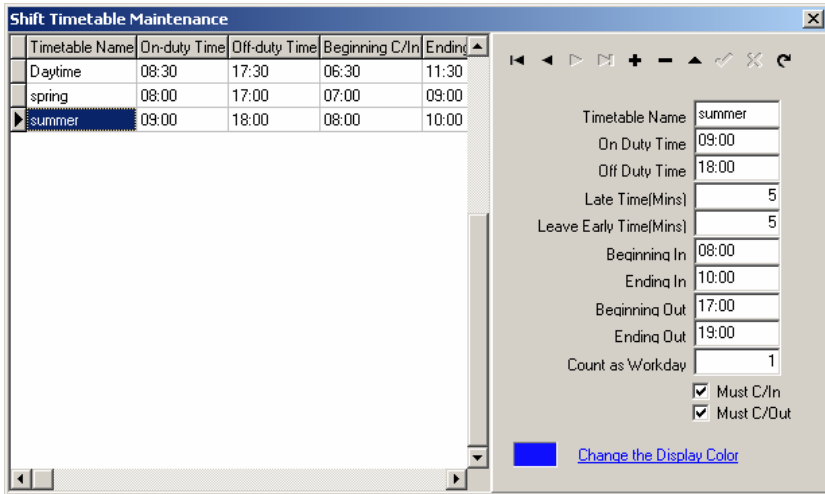 Shift Timetable Maintenance
Timetable Name On-duty Time Off-duty Time Beginning C/In Ending
Daytime 08:30 17:30 06:30 11:30
spring 08:00 17:00 07:00 09:00
summer 09:00 18:00 08:00 10:00
Timetable Name summer
On Duty Time 09:00
Off Duty Time 18:00
Late Time(Mins) 5
Leave Early Time(Mins) 5
Beginning In 08:00
Ending In 10:00
Beginning Out 17:00
Ending Out 19:00
Count as Workday 1
Must C/In
Must C/Out
Change the Display Color